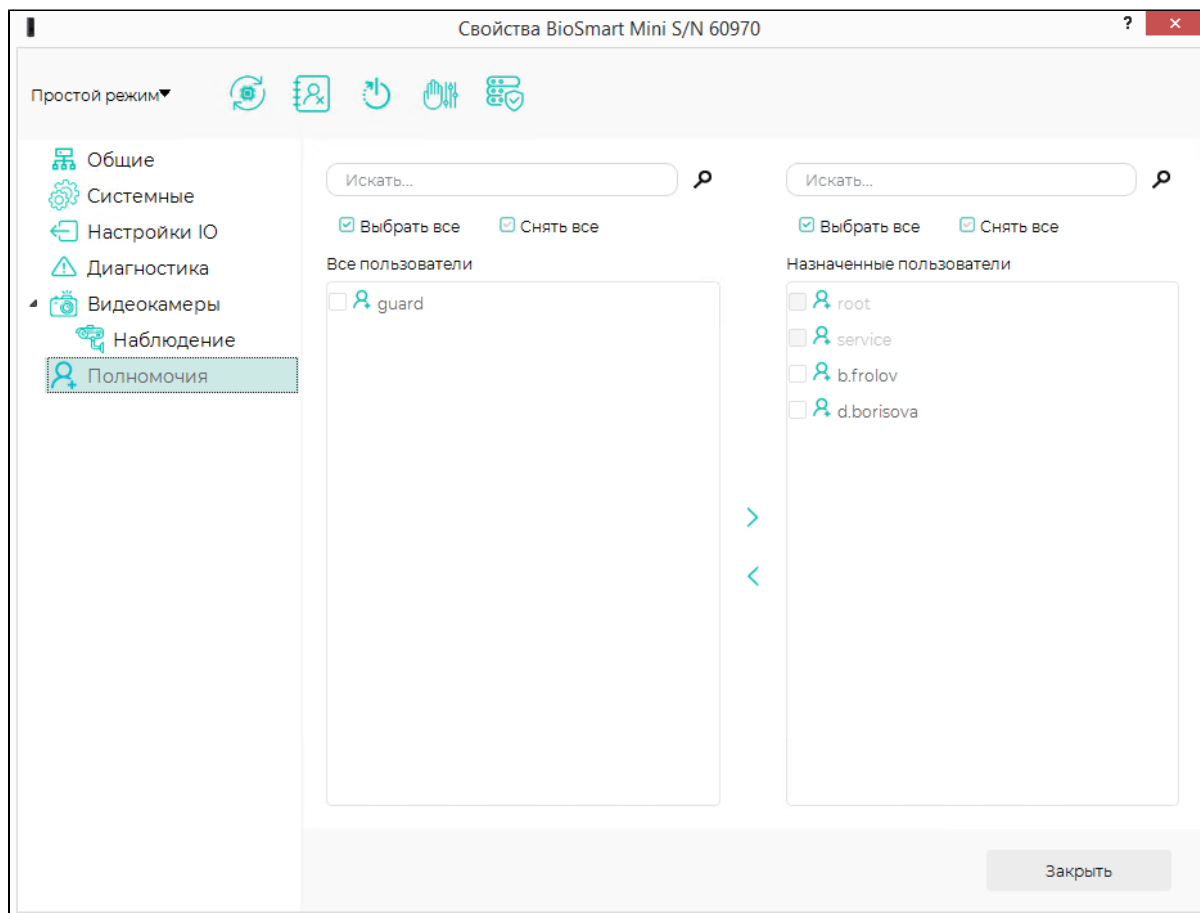 Свойства BioSmart Mini S/N 60970
?
Простой режим
Общие
Системные
Настройки IO
Диагностика
Видеокамеры
Наблюдение
Полномочия
Искать...
Выбрать все Снять все
Все пользователи
guard
Искать...
Выбрать все Снять все
Назначенные пользователи
root
service
b.frolov
d.borisova
Закрыть